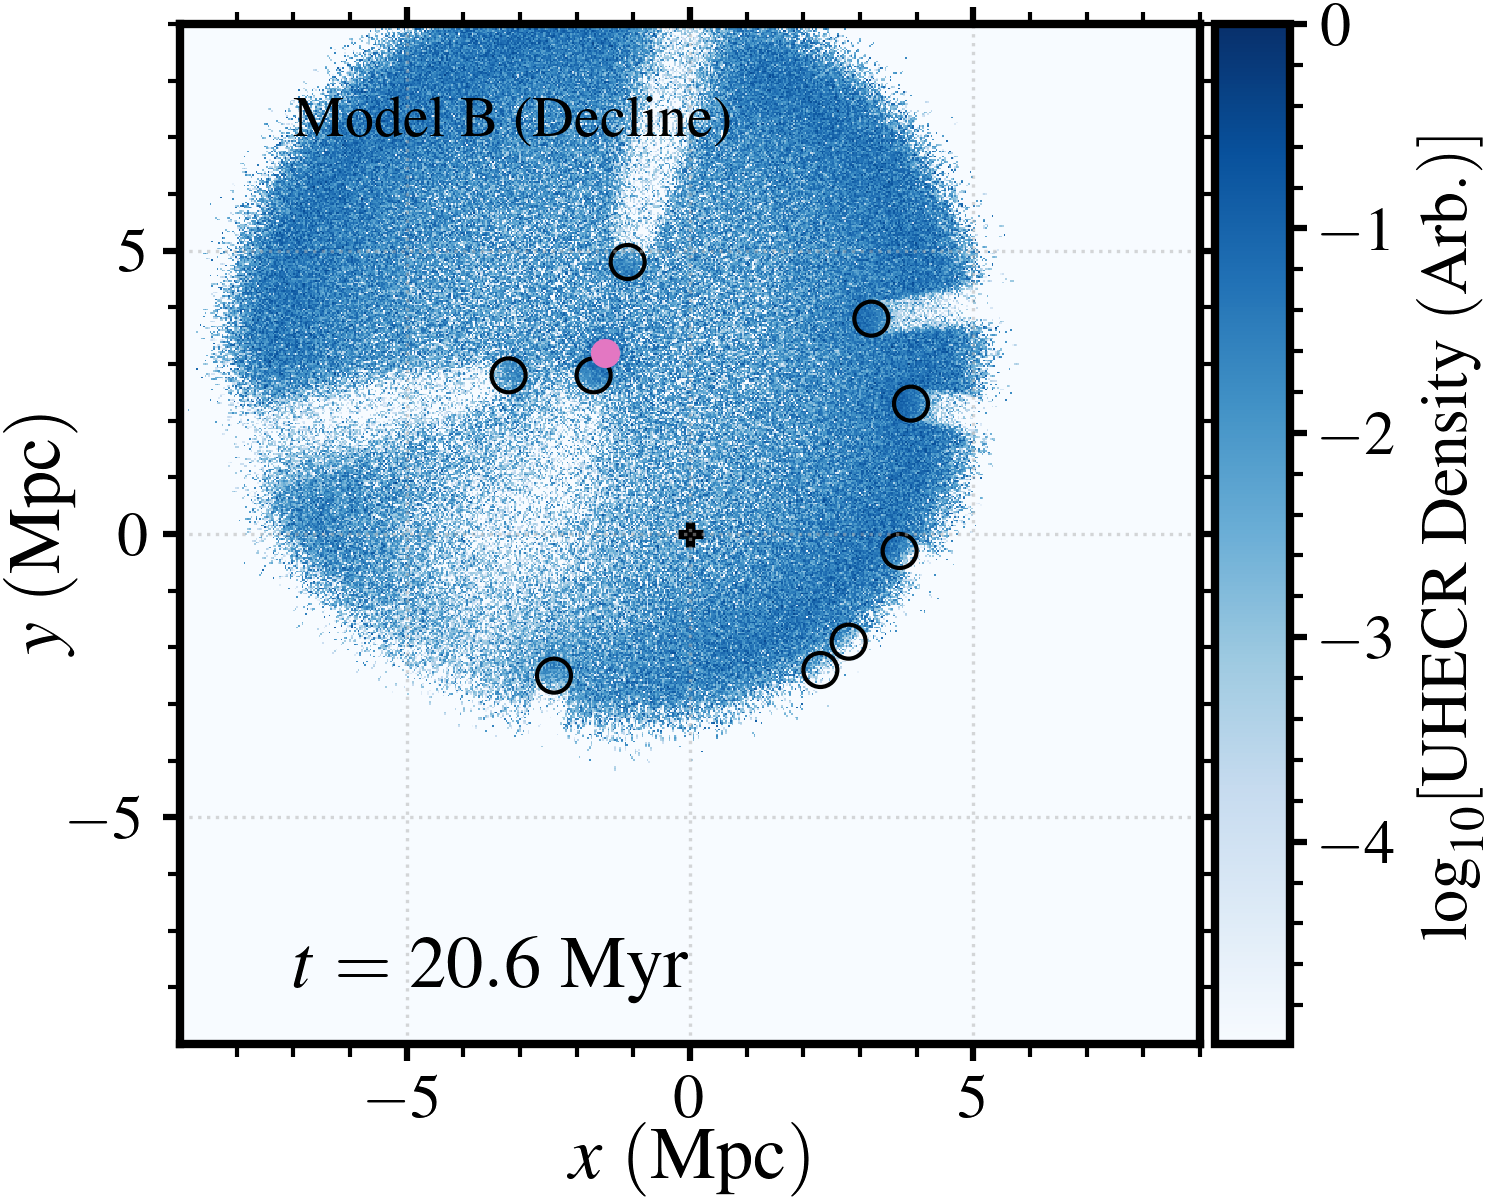 Model B (Decline)
t = 20.6 Myr
5
0
−5
y (Mpc)
−5
0
5
x (Mpc)
0
−1
−2
−3
−4
log10[UHECR Density (Arb.)]